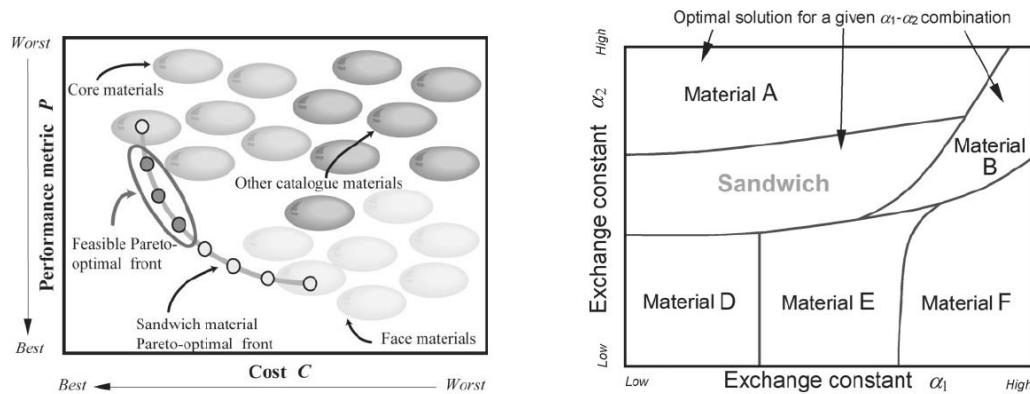 Worst
Performance metric P
Best
Core materials
Other catalogue materials
Feasible Pareto-
optimal front
Sandwich material
Pareto-optimal front
Face materials
Cost C
Best
Worst
Optimal solution for a given α1-α2 combination
High
Exchange constant α2
Low
Material A
Material
B
Sandwich
Material D
Material E
Material F
Low
Exchange constant α1
High